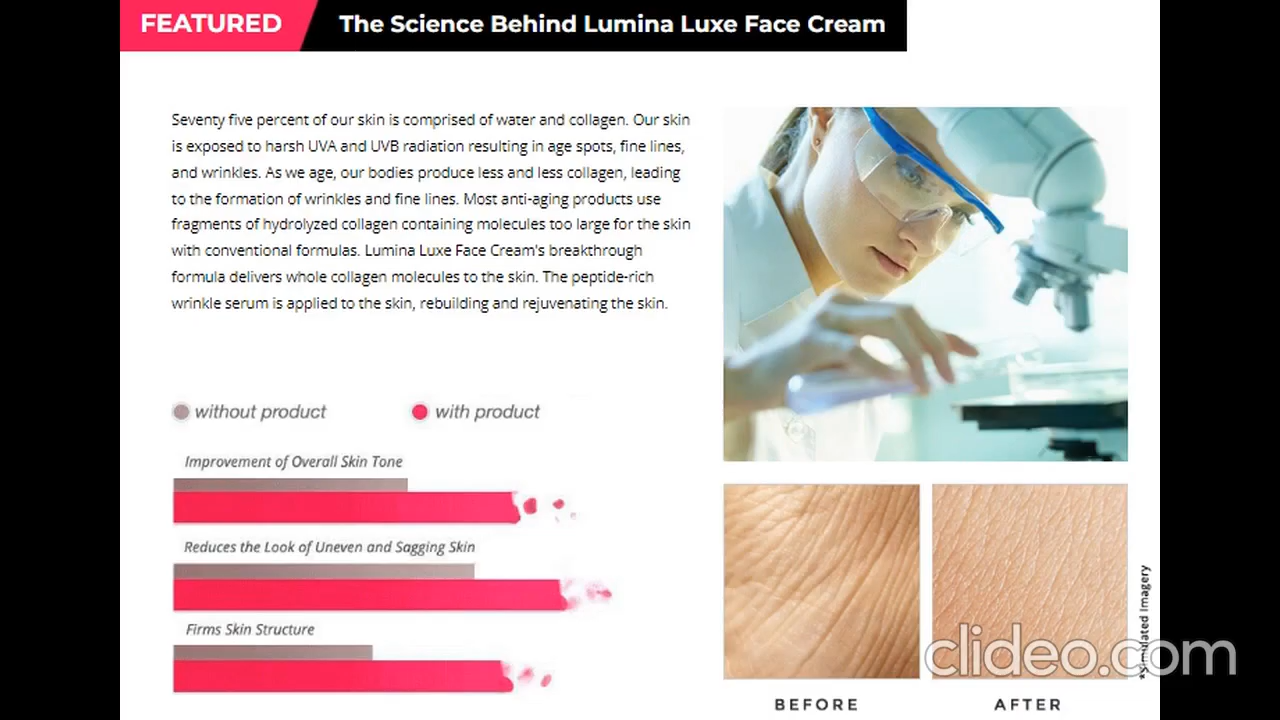 FEATURED
The Science Behind Lumina Luxe Face Cream
Seventy five percent of our skin is comprised of water and collagen. Our skin
is exposed to harsh UVA and UVB radiation resulting in age spots, fine lines,
and wrinkles. As we age, our bodies produce less and less collagen, leading
to the formation of wrinkles and fine lines. Most anti-aging products use
fragments of hydrolyzed collagen containing molecules too large for the skin
with conventional formulas. Lumina Luxe Face Cream's breakthrough
formula delivers whole collagen molecules to the skin. The peptide-rich
wrinkle serum is applied to the skin, rebuilding and rejuvenating the skin.
without product
with product
Improvement of Overall Skin Tone
Reduces the Look of Uneven and Sagging Skin
Firms Skin Structure
BEFORE
AFTER
*Simulated Imagery
clideo.com